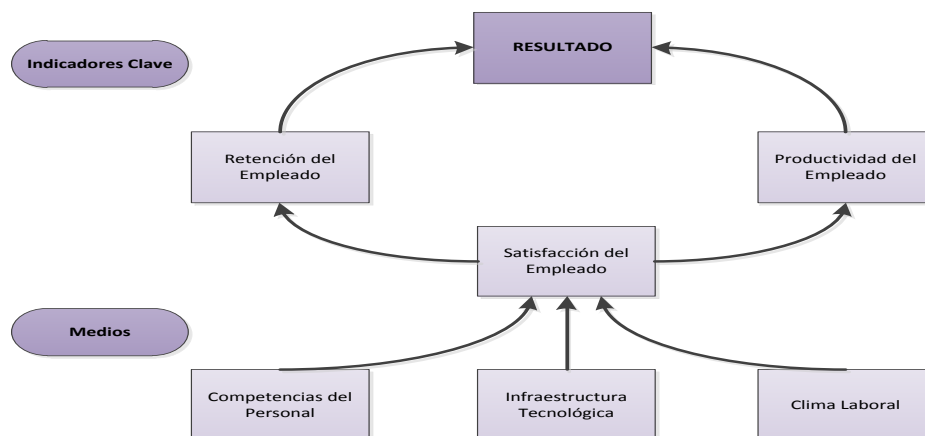 RESULTADO
Indicadores Clave
Retención del
Empleado
Productividad del
Empleado
Satisfacción del
Empleado
Medios
Competencias del
Personal
Infraestructura
Tecnológica
Clima Laboral